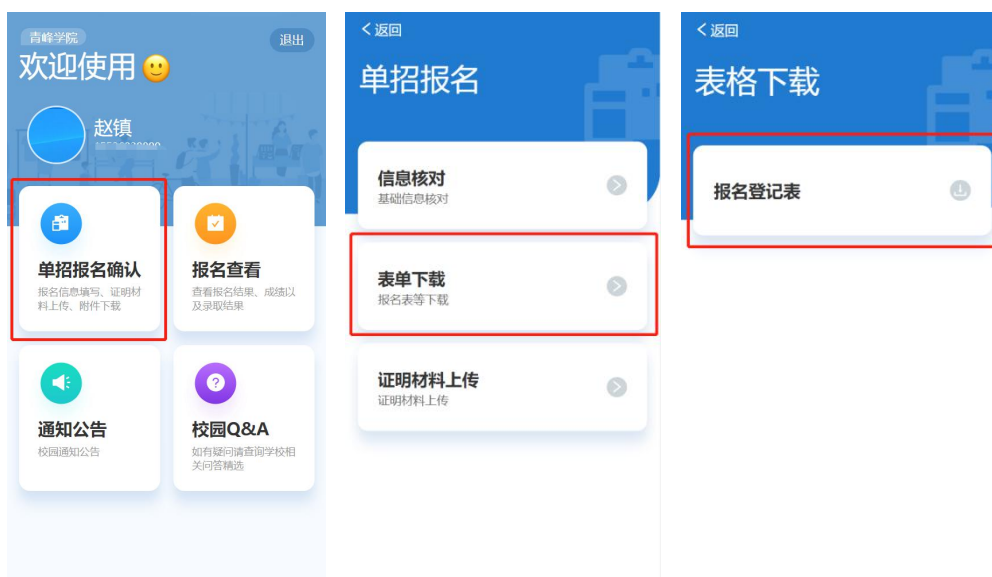 青峰学院
退出
欢迎使用
赵镇
单招报名确认
报名信息填写、证明材
料上传、附件下载
报名查看
查看报名结果、成绩以
及录取结果
通知公告
校园通知公告
校园Q&A
如有疑问请查询学校相
关问答精选
返回
单招报名
信息核对
基础信息核对
表单下载
报名表等下载
证明材料上传
证明材料上传
返回
表格下载
报名登记表